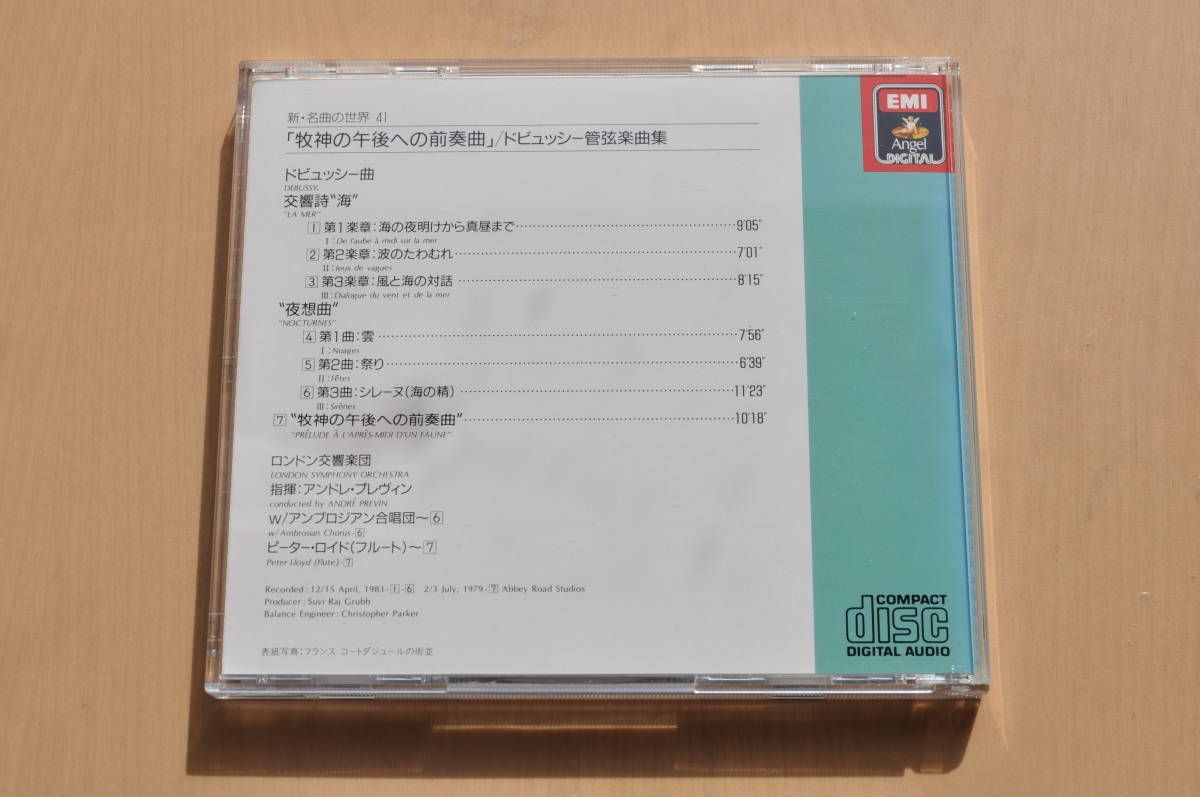 新・名曲の世界 41
「牧神の午後への前奏曲」/ドビュッシー管弦楽曲集
ドビュッシー曲
DEBUSSY.
交響詩"海"
"LA MER"
1 第1楽章:海の夜明けから真昼まで 9'05"
I:De l'aube à midi sur la mer
2 第2楽章:波のたわむれ 7'01"
II:Jeux de vagues
3 第3楽章:風と海の対話 8'15"
III:Dialogue du vent et de la mer
"夜想曲"
"NOCTURNES"
4 第1曲:雲 7'56"
I:Nuages
5 第2曲:祭り 6'39"
II:Fêtes
6 第3曲:シレーヌ(海の精) 11'23"
III:Sirènes
7 "牧神の午後への前奏曲" 10'18"
"PRÉLUDE À L'APRÈS-MIDI D'UN FAUNE"
ロンドン交響楽団
LONDON SYMPHONY ORCHESTRA
指揮:アンドレ・プレヴィン
conducted by ANDRÉ PREVIN
w/アンブロジアン合唱団〜6
w/Ambrosian Chorus-6
ピーター・ロイド(フルート)〜7
Peter Lloyd (flute)-7
Recorded:12/15 April, 1983-1-6 2/3 July, 1979-7 Abbey Road Studios
Producer:Suvi Raj Grubb
Balance Engineer:Christopher Parker
表紙写真:フランス コートダジュールの街並
EMI
Angel
DIGITAL
COMPACT
disc
DIGITAL AUDIO